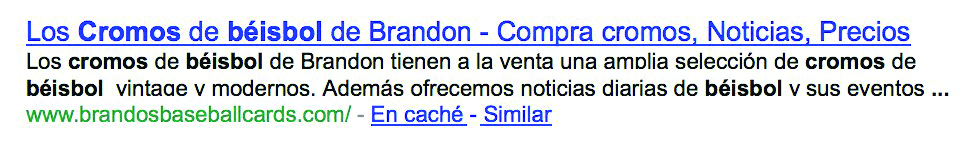 Los Cromos de béisbol de Brandon - Compra cromos, Noticias, Precios
Los cromos de béisbol de Brandon tienen a la venta una amplia selección de cromos de
béisbol vintage y modernos. Además ofrecemos noticias diarias de béisbol y sus eventos ...
www.brandosbaseballcards.com/ - En caché - Similar